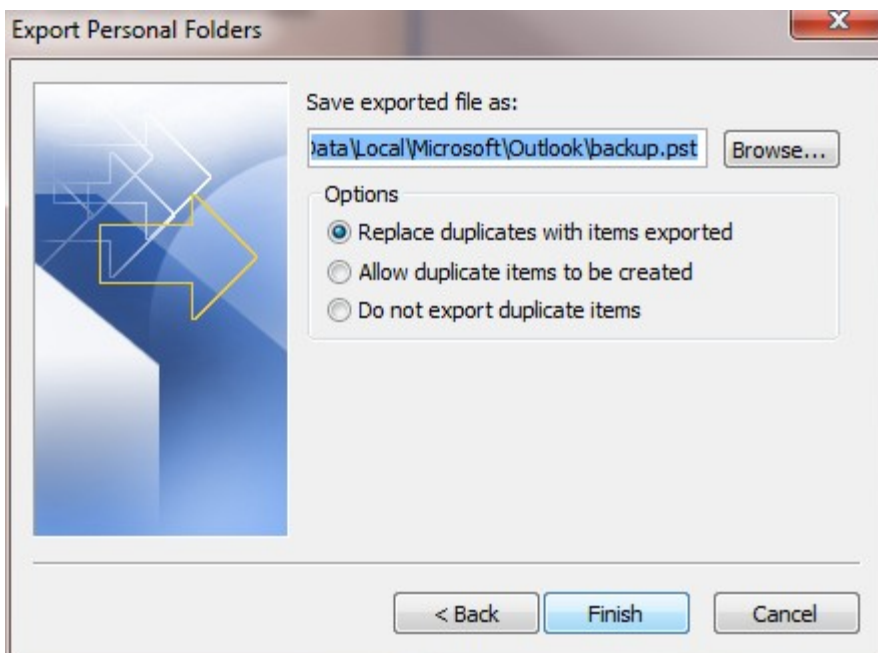 Export Personal Folders
Save exported file as:
Data\Local\Microsoft\Outlook\backup.pst
Browse...
Options
Replace duplicates with items exported
Allow duplicate items to be created
Do not export duplicate items
< Back
Finish
Cancel